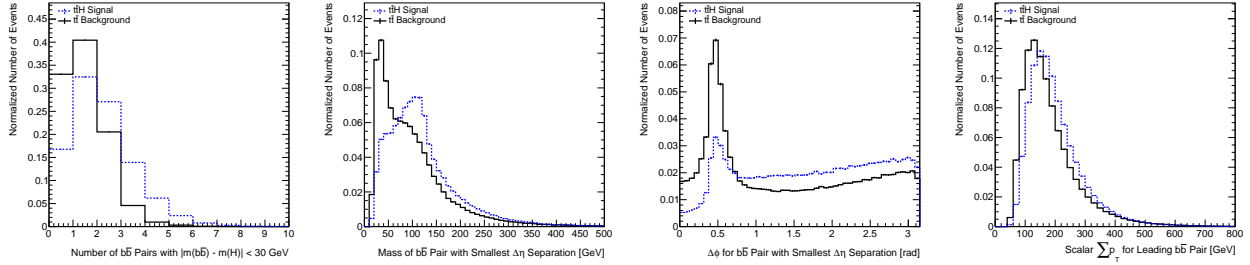 Normalized Number of Events
0.45
0.4
0.35
0.3
0.25
0.2
0.15
0.1
0.05
0
tt̄H Signal
tt̄ Background
0 1 2 3 4 5 6 7 8 9 10
Number of bb̄ Pairs with |m(bb̄) - m(H)| < 30 GeV
Normalized Number of Events
0.12
0.1
0.08
0.06
0.04
0.02
0
tt̄H Signal
tt̄ Background
0 50 100 150 200 250 300 350 400 450 500
Mass of bb̄ Pair with Smallest Δη Separation [GeV]
Normalized Number of Events
0.08
0.07
0.06
0.05
0.04
0.03
0.02
0.01
0
tt̄H Signal
tt̄ Background
0 0.5 1 1.5 2 2.5 3
Δϕ for bb̄ Pair with Smallest Δη Separation [rad]
Normalized Number of Events
0.14
0.12
0.1
0.08
0.06
0.04
0.02
0.00
tt̄H Signal
tt̄ Background
0 100 200 300 400 500 600 700 800
Scalar ∑p_T for Leading bb̄ Pair [GeV]